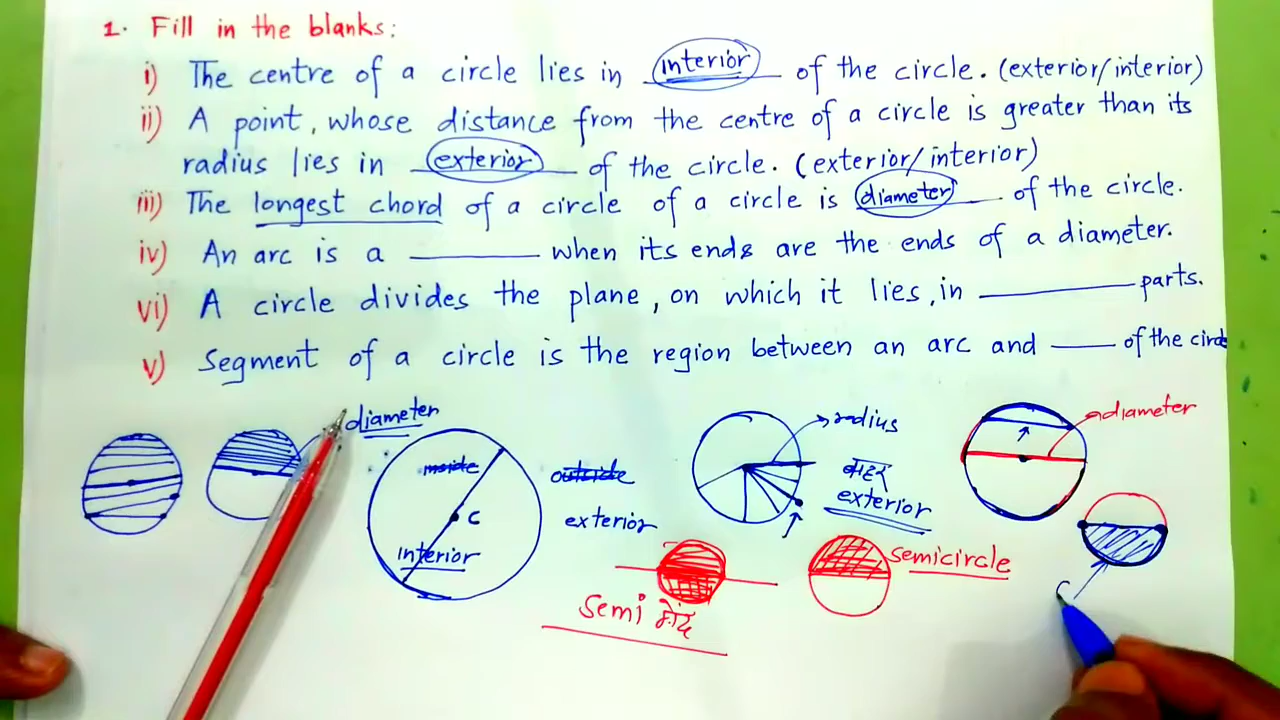 1. Fill in the blanks:
i) The centre of a circle lies in interior of the circle. (exterior/interior)
ii) A point, whose distance from the centre of a circle is greater than its
radius lies in exterior of the circle. (exterior/interior)
iii) The longest chord of a circle of a circle is diameter of the circle.
iv) An arc is a ______ when its ends are the ends of a diameter.
vi) A circle divides the plane, on which it lies, in ______ parts.
v) Segment of a circle is the region between an arc and ____ of the circle
diameter
radius
diameter
inside
outside
बाहर
exterior
C
exterior
interior
semicircle
Semi